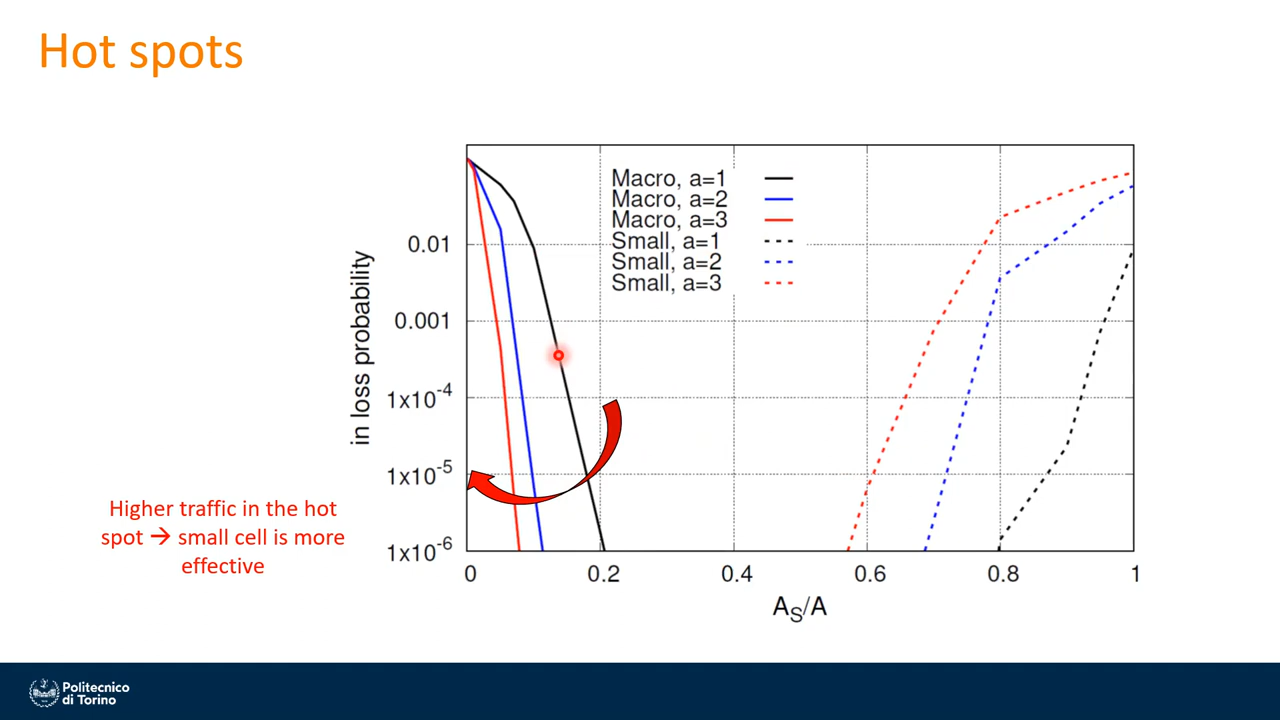 Hot spots
Macro, a=1
Macro, a=2
Macro, a=3
Small, a=1
Small, a=2
Small, a=3
in loss probability
0.01
0.001
1x10⁻⁴
1x10⁻⁵
1x10⁻⁶
0 0.2 0.4 0.6 0.8 1
A_S/A
Higher traffic in the hot
spot → small cell is more
effective
Politecnico
di Torino